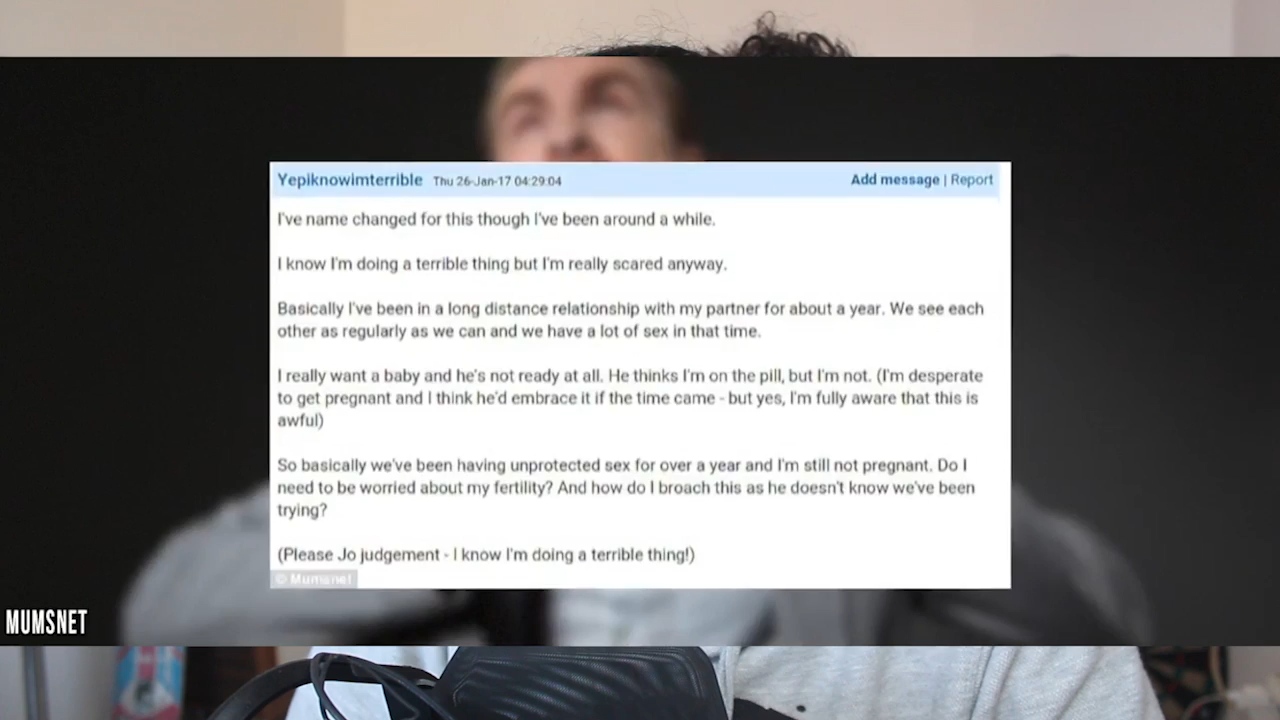 Yepiknowimterrible Thu 26-Jan-17 04:29:04 Add message | Report
I've name changed for this though I've been around a while.
I know I'm doing a terrible thing but I'm really scared anyway.
Basically I've been in a long distance relationship with my partner for about a year. We see each
other as regularly as we can and we have a lot of sex in that time.
I really want a baby and he's not ready at all. He thinks I'm on the pill, but I'm not. (I'm desperate
to get pregnant and I think he'd embrace it if the time came - but yes, I'm fully aware that this is
awful)
So basically we've been having unprotected sex for over a year and I'm still not pregnant. Do I
need to be worried about my fertility? And how do I broach this as he doesn't know we've been
trying?
(Please Jo judgement - I know I'm doing a terrible thing!)
© Mumsnet
MUMSNET